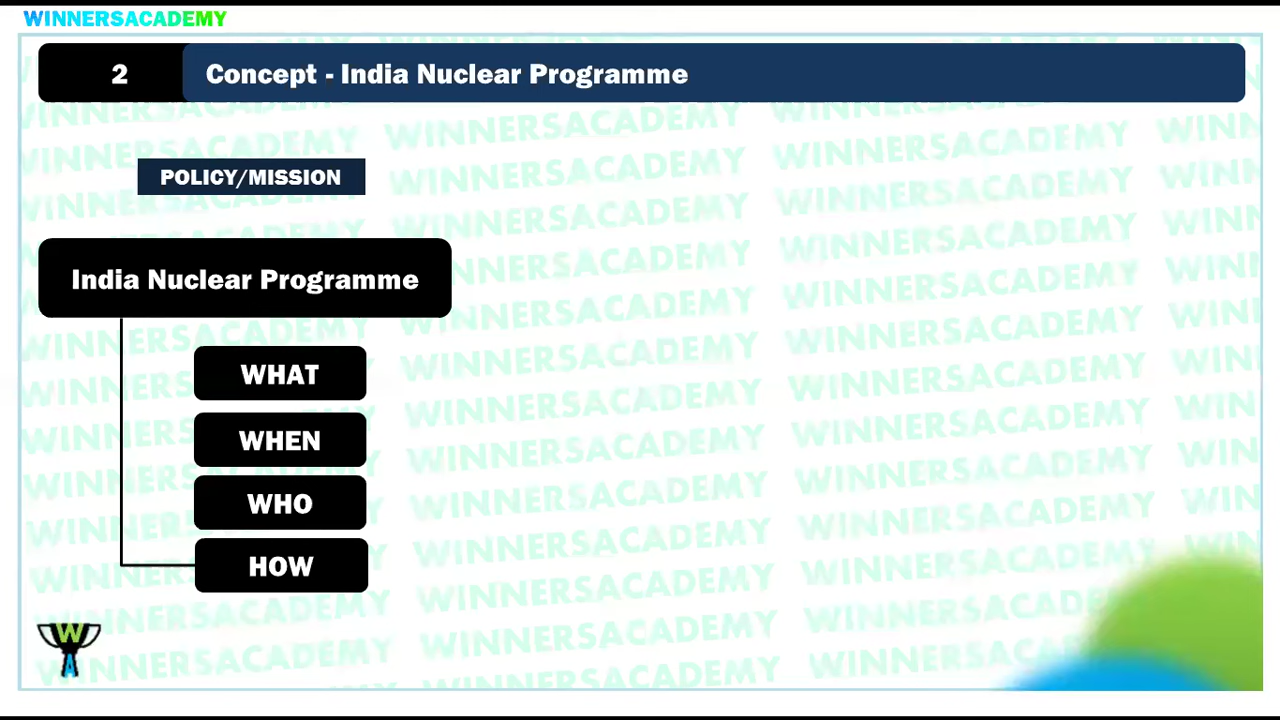 WINNERSACADEMY
2
Concept - India Nuclear Programme
POLICY/MISSION
India Nuclear Programme
WHAT
WHEN
WHO
HOW
W
A